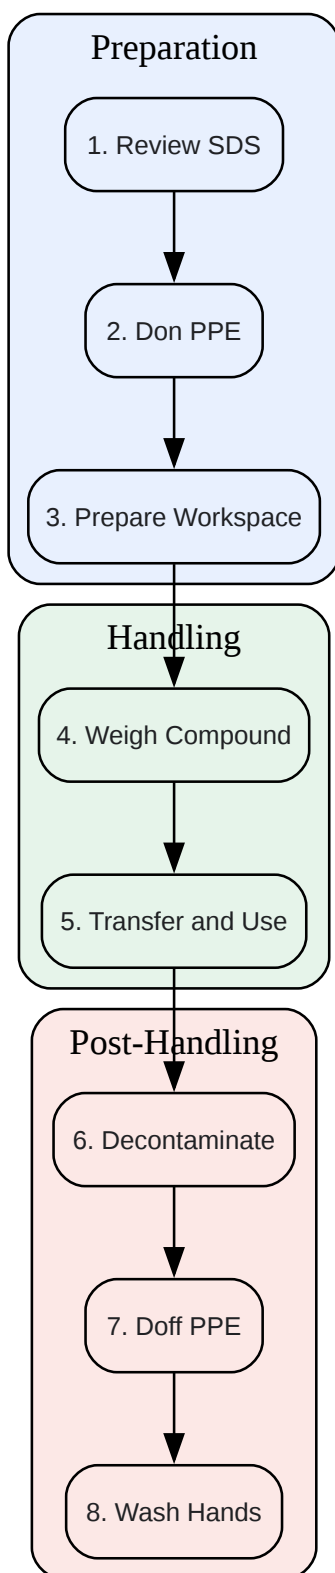 Preparation
1. Review SDS
2. Don PPE
3. Prepare Workspace
Handling
4. Weigh Compound
5. Transfer and Use
Post-Handling
6. Decontaminate
7. Doff PPE
8. Wash Hands